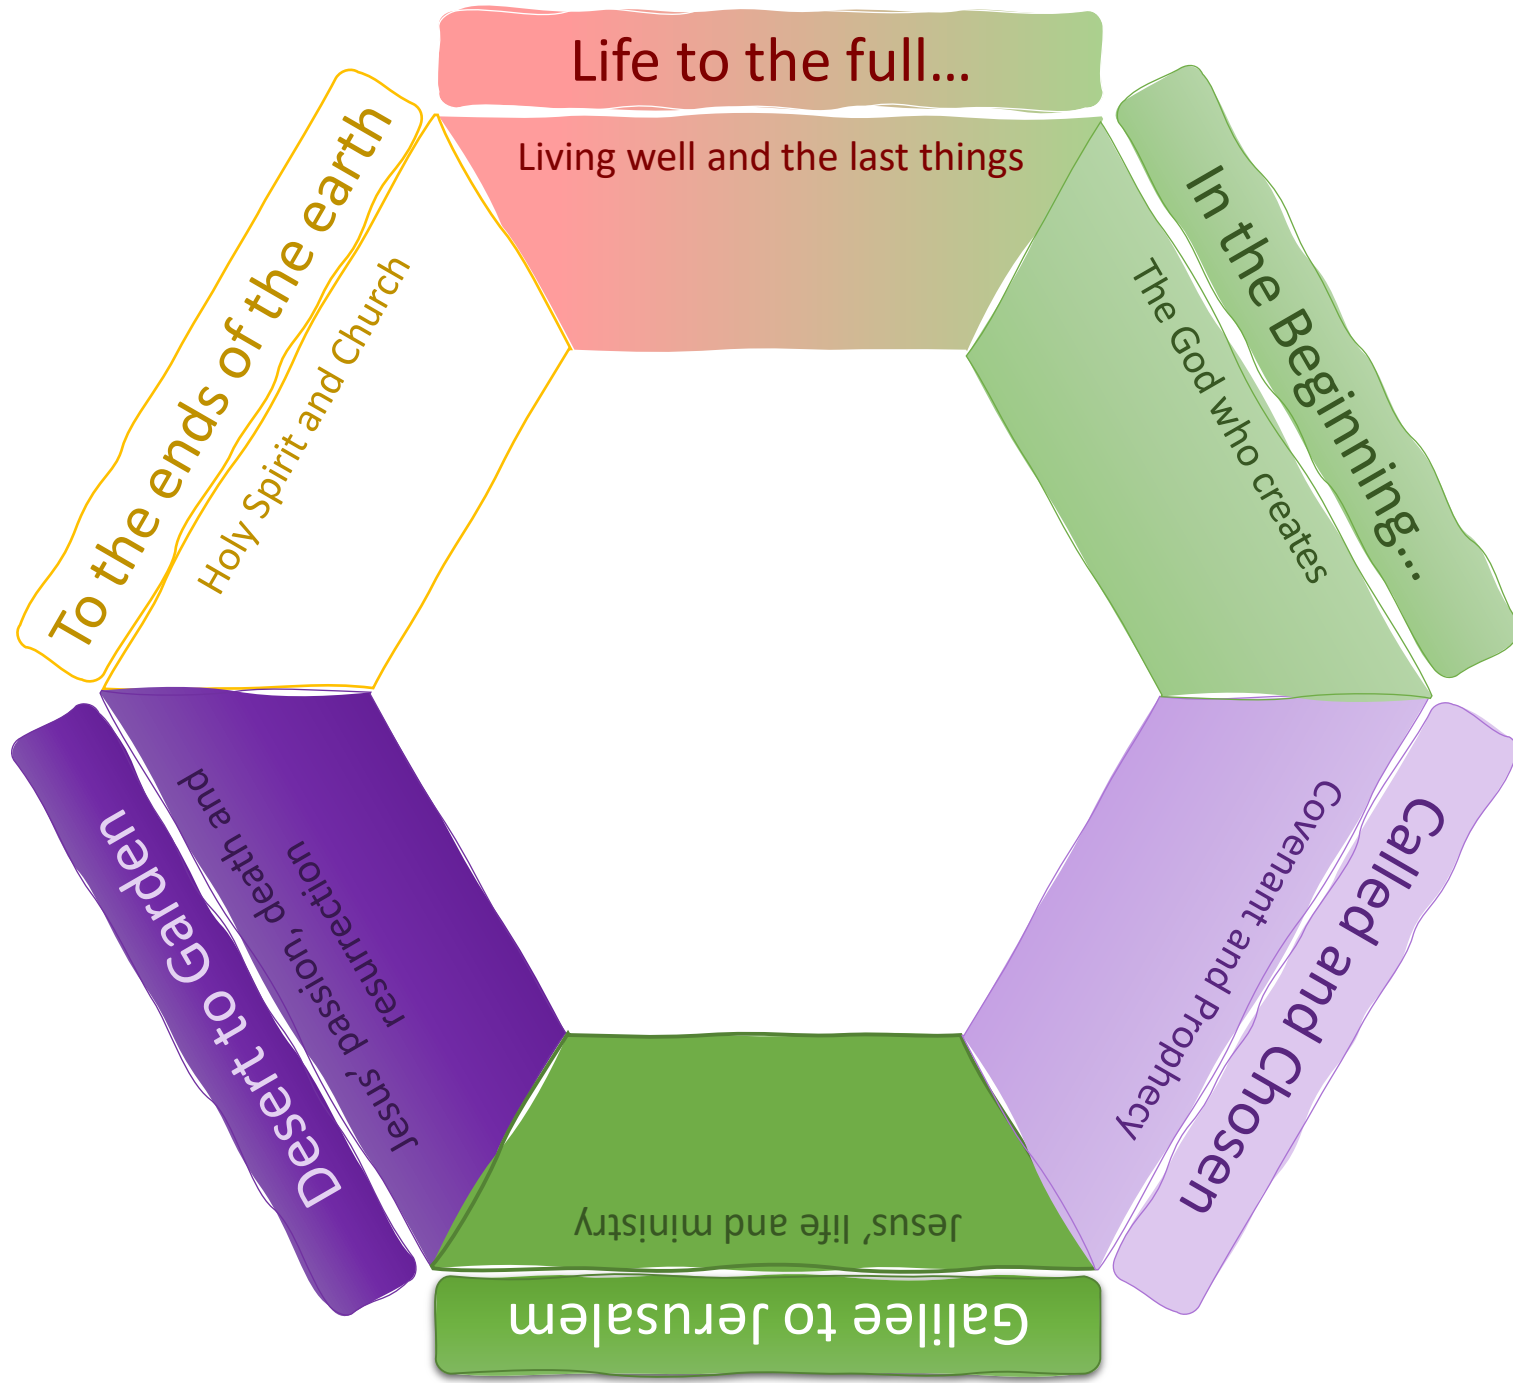 Life to the full…
Living well and the last things
In the Beginning…
The God who creates
Called and Chosen
Covenant and Prophecy
Galilee to Jerusalem
Jesus’ life and ministry
Desert to Garden
Jesus’ passion, death and
resurrection
To the ends of the earth
Holy Spirit and Church